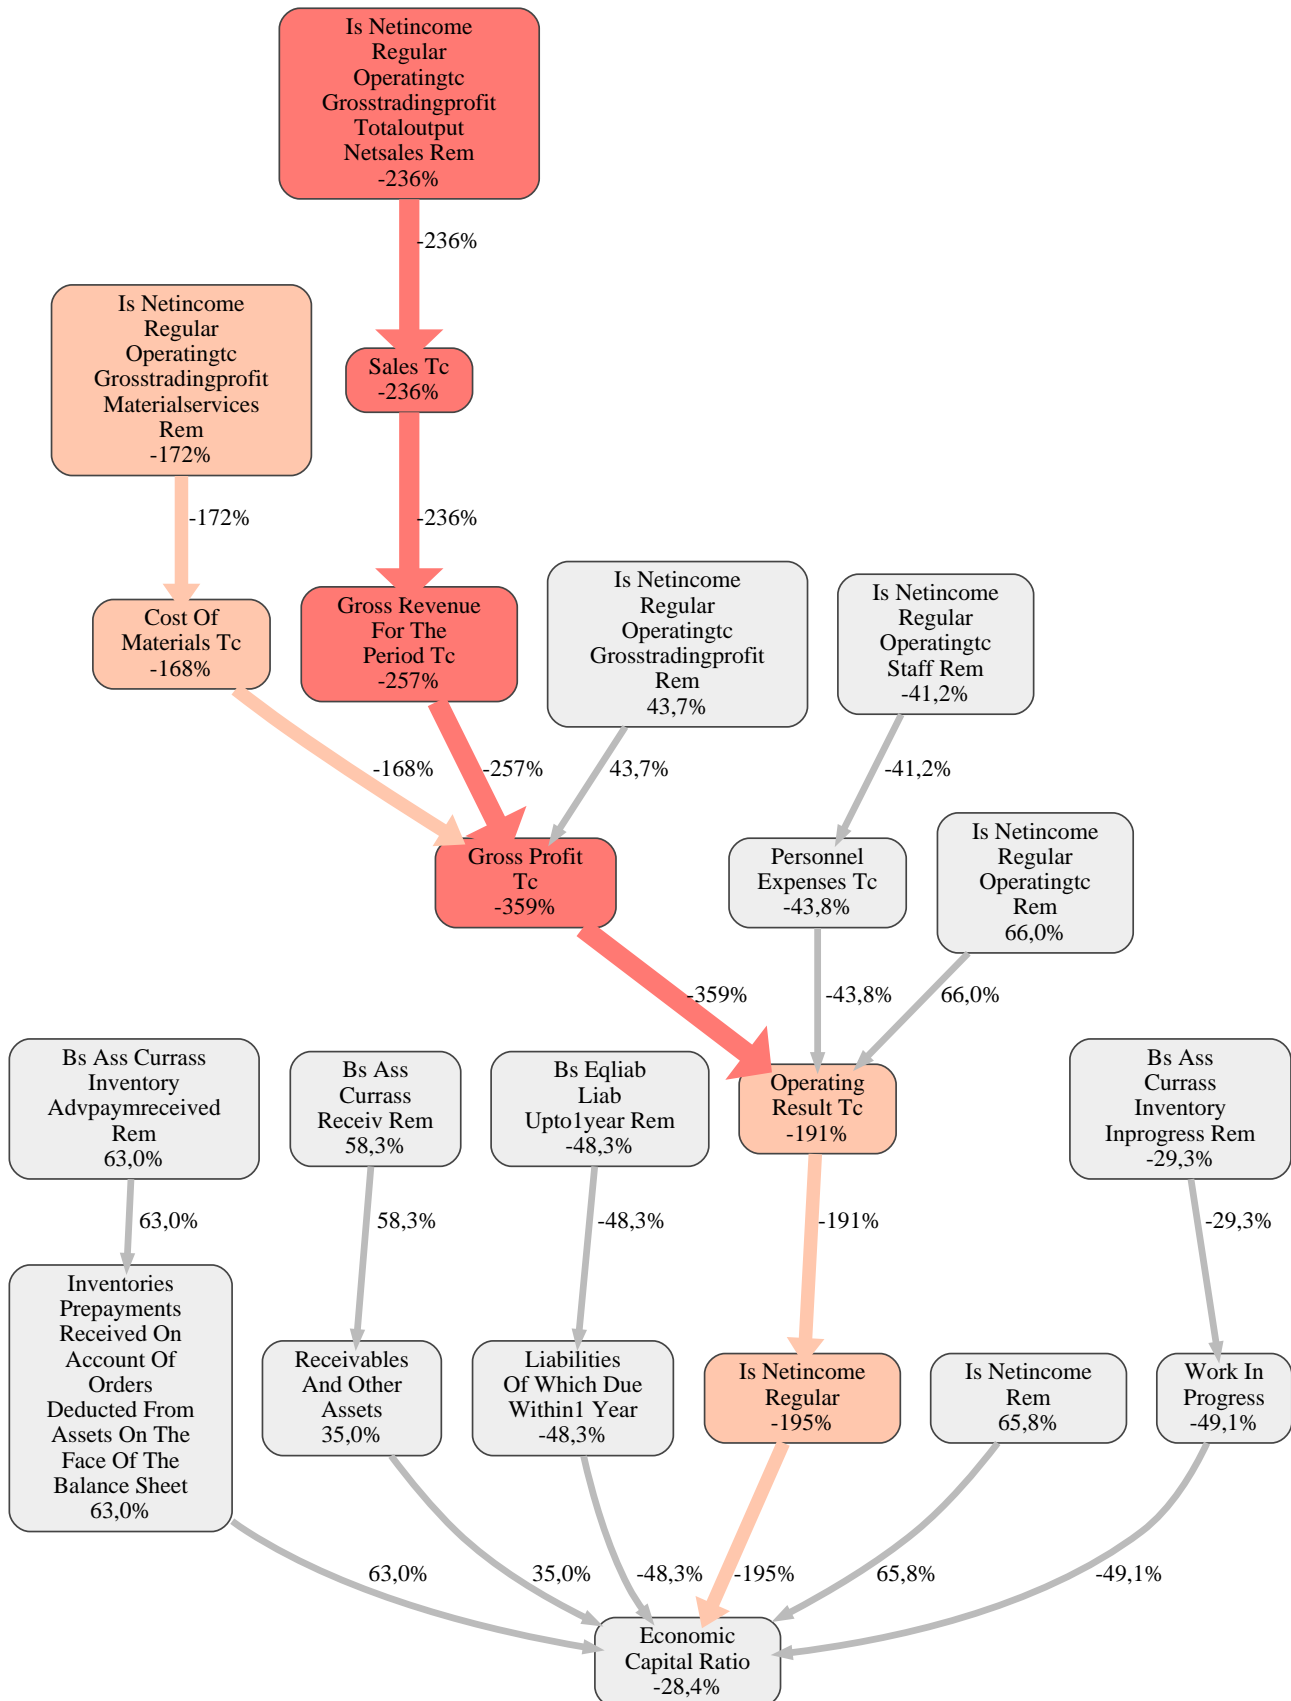 Is Netincome
Regular
Operatingtc
Grosstradingprofit
Totaloutput
Netsales Rem
-236%
-236%
Is Netincome
Regular
Operatingtc
Grosstradingprofit
Materialservices
Rem
-172%
Sales Tc
-236%
-172%
-236%
Cost Of
Materials Tc
-168%
Gross Revenue
For The
Period Tc
-257%
Is Netincome
Regular
Operatingtc
Grosstradingprofit
Rem
43,7%
Is Netincome
Regular
Operatingtc
Staff Rem
-41,2%
-168%
-257%
43,7%
-41,2%
Gross Profit
Tc
-359%
Personnel
Expenses Tc
-43,8%
Is Netincome
Regular
Operatingtc
Rem
66,0%
-359%
-43,8%
66,0%
Bs Ass Currass
Inventory
Advpaymreceived
Rem
63,0%
Bs Ass
Currass
Receiv Rem
58,3%
Bs Eqliab
Liab
Upto1year Rem
-48,3%
Operating
Result Tc
-191%
Bs Ass
Currass
Inventory
Inprogress Rem
-29,3%
63,0%
58,3%
-48,3%
-191%
-29,3%
Inventories
Prepayments
Received On
Account Of
Orders
Deducted From
Assets On The
Face Of The
Balance Sheet
63,0%
Receivables
And Other
Assets
35,0%
Liabilities
Of Which Due
Within1 Year
-48,3%
Is Netincome
Regular
-195%
Is Netincome
Rem
65,8%
Work In
Progress
-49,1%
63,0%
35,0%
-48,3%
-195%
65,8%
-49,1%
Economic
Capital Ratio
-28,4%